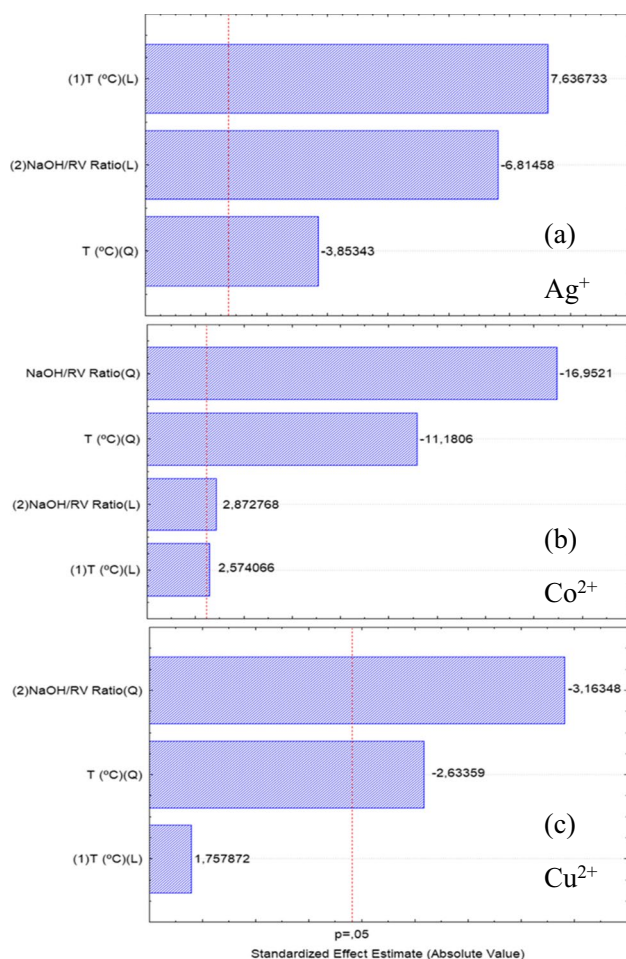 (1)T (ºC)(L)
7,636733
(2)NaOH/RV Ratio(L)
-6,81458
T (ºC)(Q)
-3,85343
(a)
Ag⁺
NaOH/RV Ratio(Q)
-16,9521
T (ºC)(Q)
-11,1806
(2)NaOH/RV Ratio(L)
2,872768
(1)T (ºC)(L)
2,574066
(b)
Co²⁺
(2)NaOH/RV Ratio(Q)
-3,16348
T (ºC)(Q)
-2,63359
(1)T (ºC)(L)
1,757872
(c)
Cu²⁺
p=,05
Standardized Effect Estimate (Absolute Value)